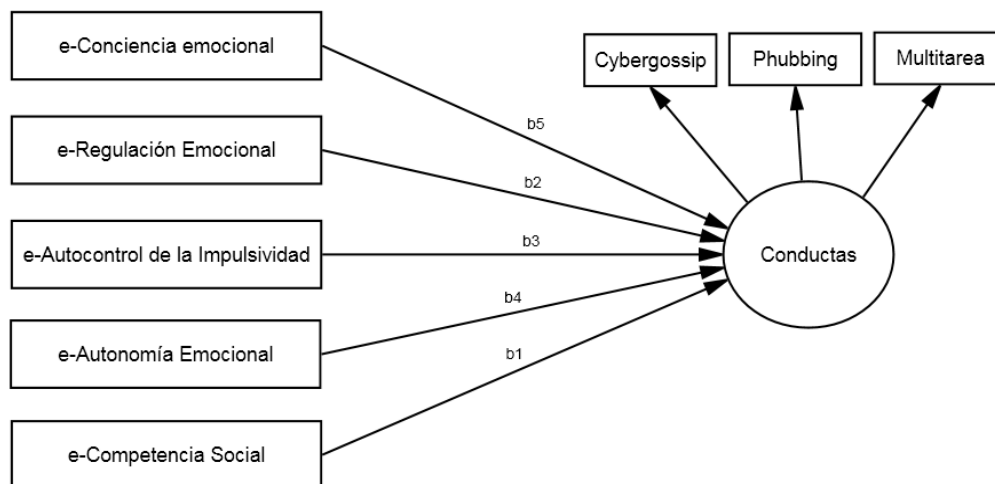 e-Conciencia emocional
Cybergossip
Phubbing
Multitarea
b5
e-Regulación Emocional
b2
e-Autocontrol de la Impulsividad
b3
Conductas
b4
e-Autonomía Emocional
b1
e-Competencia Social